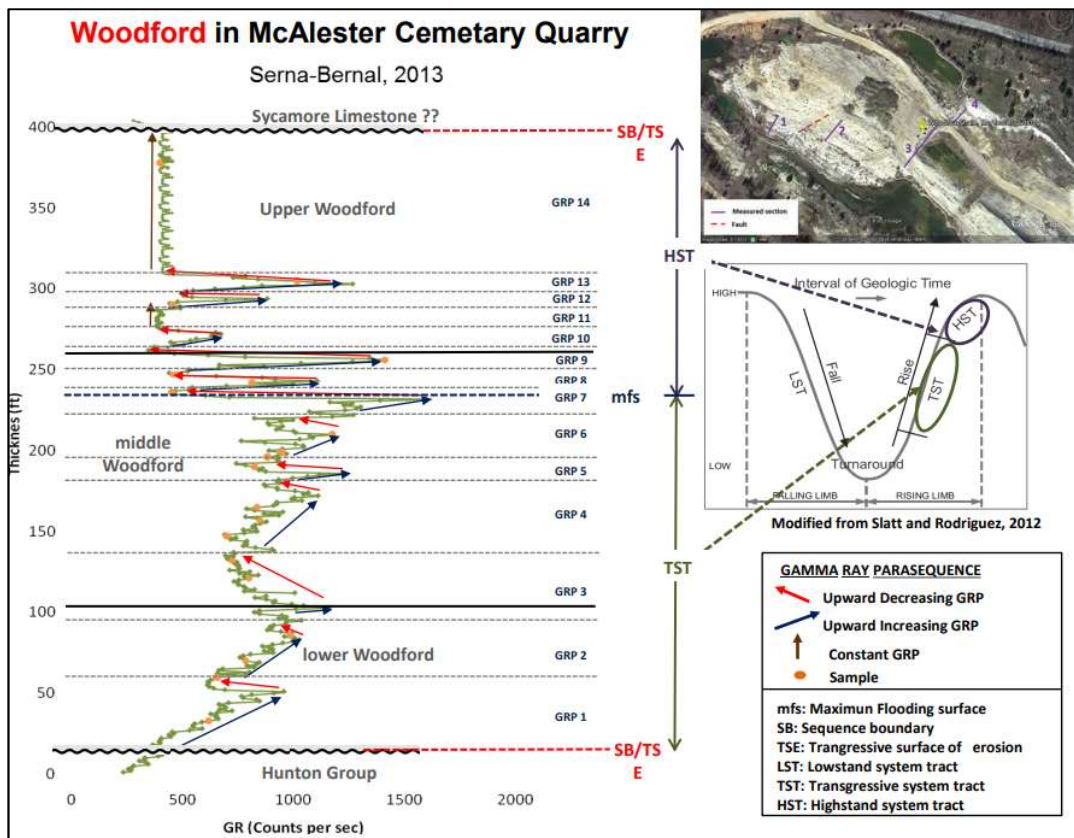 Woodford in McAlester Cemetary Quarry
Serna-Bernal, 2013
Sycamore Limestone ??
400
SB/TS
E
350
Upper Woodford
GRP 14
HST
300
GRP 13
GRP 12
GRP 11
GRP 10
GRP 9
250
GRP 8
GRP 7
mfs
middle
Woodford
GRP 6
200
GRP 5
GRP 4
150
TST
GRP 3
100
lower Woodford
GRP 2
50
GRP 1
SB/TS
E
0
Hunton Group
Thicknes (ft)
0 500 1000 1500 2000
GR (Counts per sec)
1
2
3
4
Measured section
Fault
HIGH
Interval of Geologic Time
HST
Fall
Rise
LST
TST
LOW
Turnaround
FALLING LIMB
RISING LIMB
Modified from Slatt and Rodriguez, 2012
GAMMA RAY PARASEQUENCE
Upward Decreasing GRP
Upward Increasing GRP
Constant GRP
Sample
mfs: Maximun Flooding surface
SB: Sequence boundary
TSE: Trangressive surface of erosion
LST: Lowstand system tract
TST: Transgressive system tract
HST: Highstand system tract